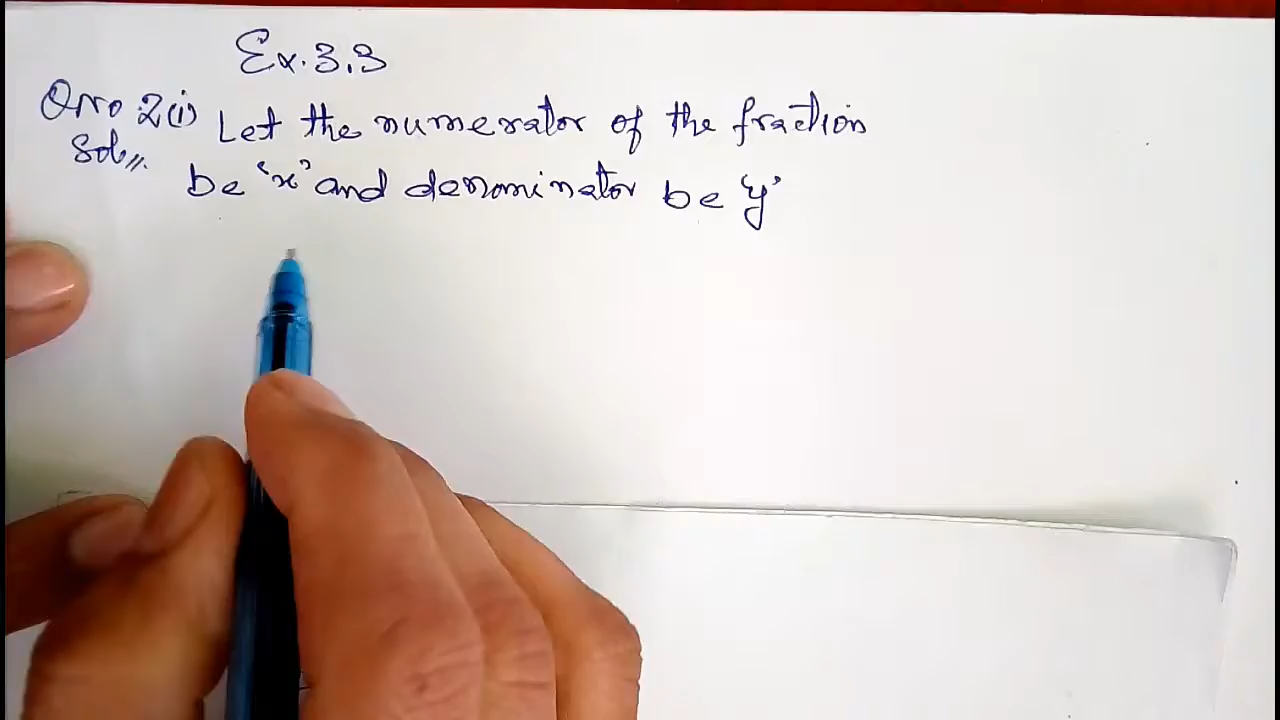 Ex. 3.3
Q No 2(i) Let the numerator of the fraction
Sol.,,
be 'x' and denominator be 'y'